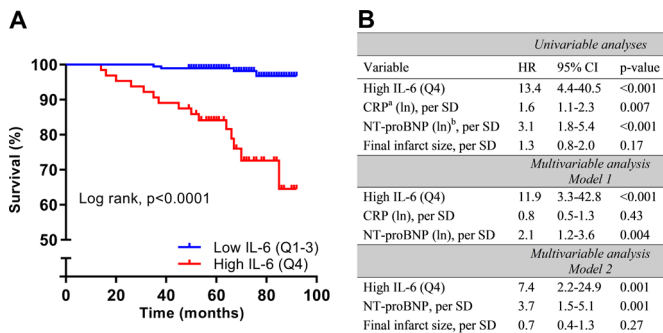 A
100
90
80
70
60
50
Survival (%)
Log rank, p<0.0001
Low IL-6 (Q1-3)
High IL-6 (Q4)
0 20 40 60 80 100
Time (months)
B
Univariable analyses
Variable HR 95% CI p-value
High IL-6 (Q4) 13.4 4.4-40.5 <0.001
CRPᵃ (ln), per SD 1.6 1.1-2.3 0.007
NT-proBNP (ln)ᵇ, per SD 3.1 1.8-5.4 <0.001
Final infarct size, per SD 1.3 0.8-2.0 0.17
Multivariable analysis
Model 1
High IL-6 (Q4) 11.9 3.3-42.8 <0.001
CRP (ln), per SD 0.8 0.5-1.3 0.43
NT-proBNP (ln), per SD 2.1 1.2-3.6 0.004
Multivariable analysis
Model 2
High IL-6 (Q4) 7.4 2.2-24.9 0.001
NT-proBNP, per SD 3.7 1.5-5.1 0.001
Final infarct size, per SD 0.7 0.4-1.3 0.27